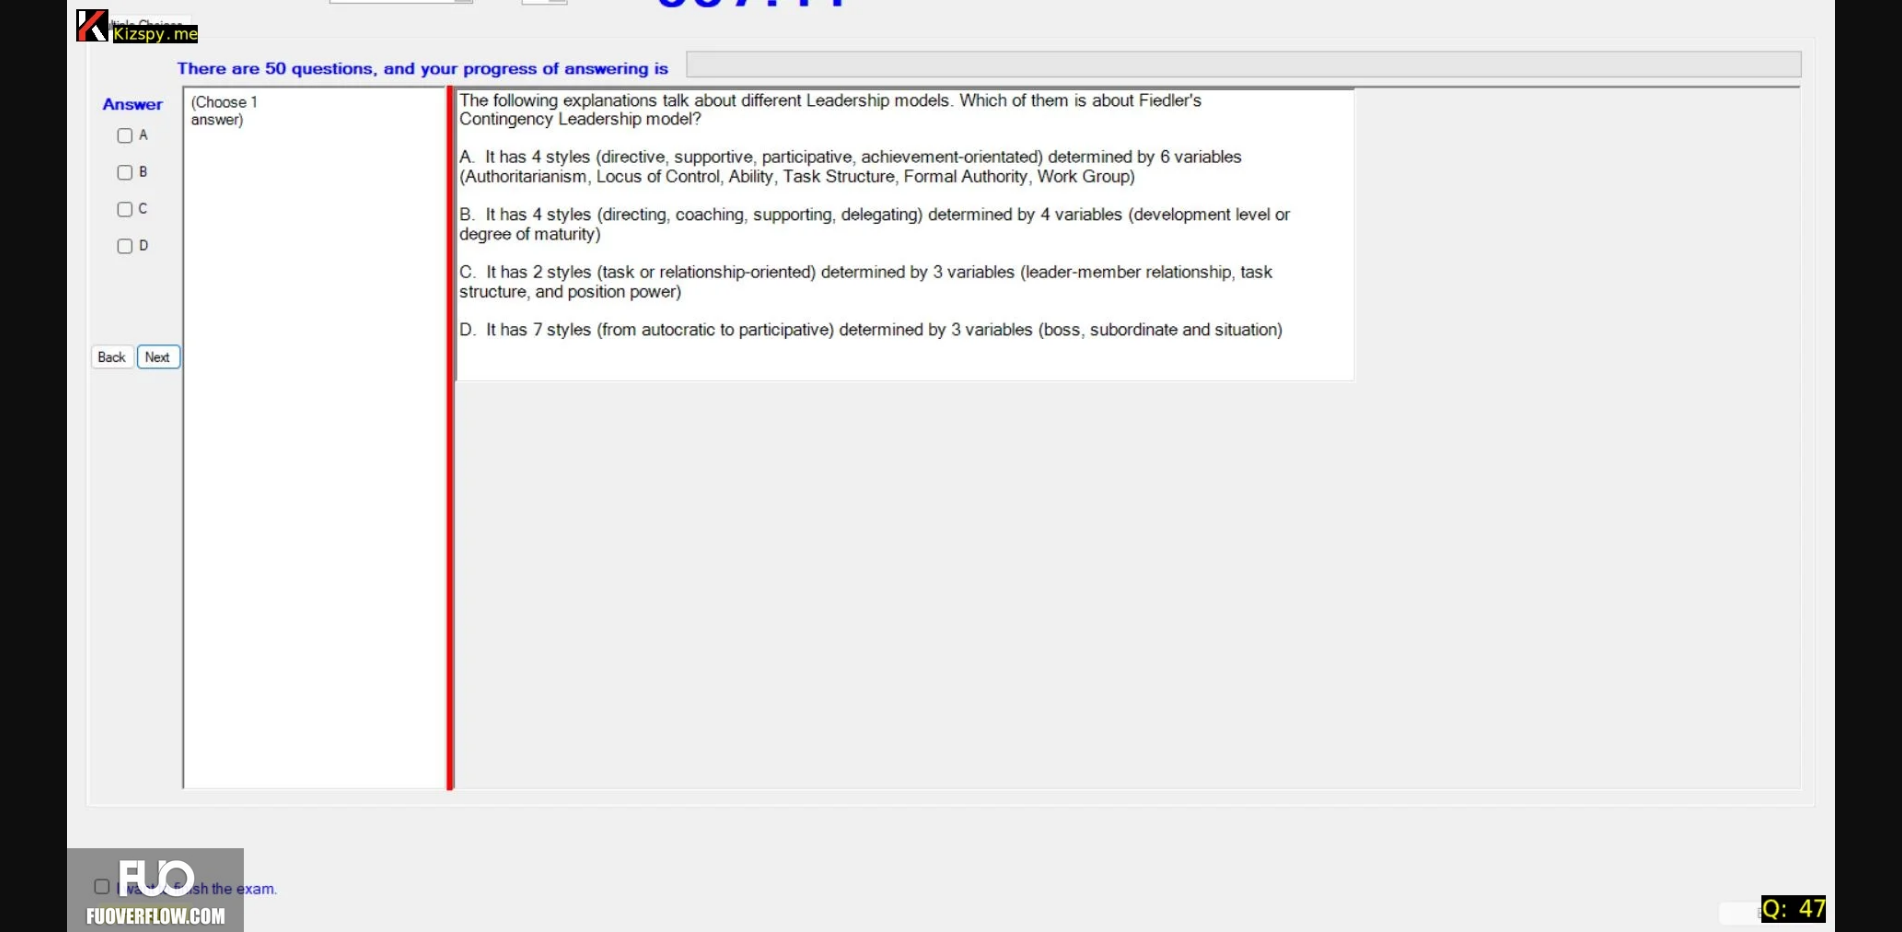 Kizspy.me
There are 50 questions, and your progress of answering is
Answer
(Choose 1
answer)
A
B
C
D
Back
Next
The following explanations talk about different Leadership models. Which of them is about Fiedler's
Contingency Leadership model?
A. It has 4 styles (directive, supportive, participative, achievement-orientated) determined by 6 variables
(Authoritarianism, Locus of Control, Ability, Task Structure, Formal Authority, Work Group)
B. It has 4 styles (directing, coaching, supporting, delegating) determined by 4 variables (development level or
degree of maturity)
C. It has 2 styles (task or relationship-oriented) determined by 3 variables (leader-member relationship, task
structure, and position power)
D. It has 7 styles (from autocratic to participative) determined by 3 variables (boss, subordinate and situation)
FUO
the exam.
FUOVERFLOW.COM
Q: 47